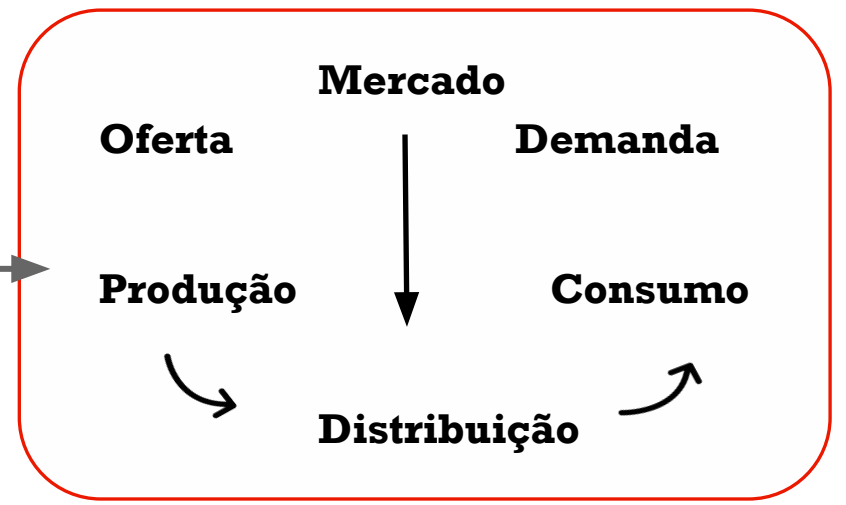 Mercado
Oferta
Demanda
Produção
Consumo
Distribuição